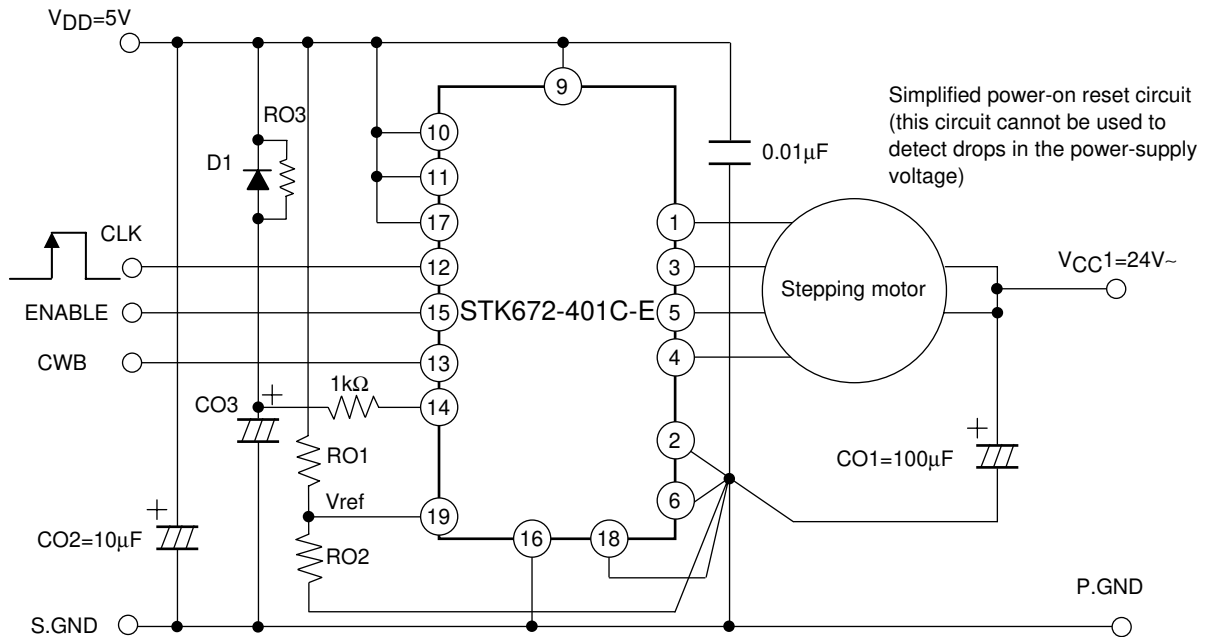 VDD=5V
9
Simplified power-on reset circuit
(this circuit cannot be used to
detect drops in the power-supply
voltage)
RO3
10
0.01µF
D1
11
CLK
17
1
12
3
VCC1=24V~
Stepping motor
ENABLE
15
STK672-401C-E
5
CWB
13
4
1kΩ
+
CO3
14
2
+
CO1=100µF
RO1
6
Vref
19
+
CO2=10µF
RO2
16
18
P.GND
S.GND